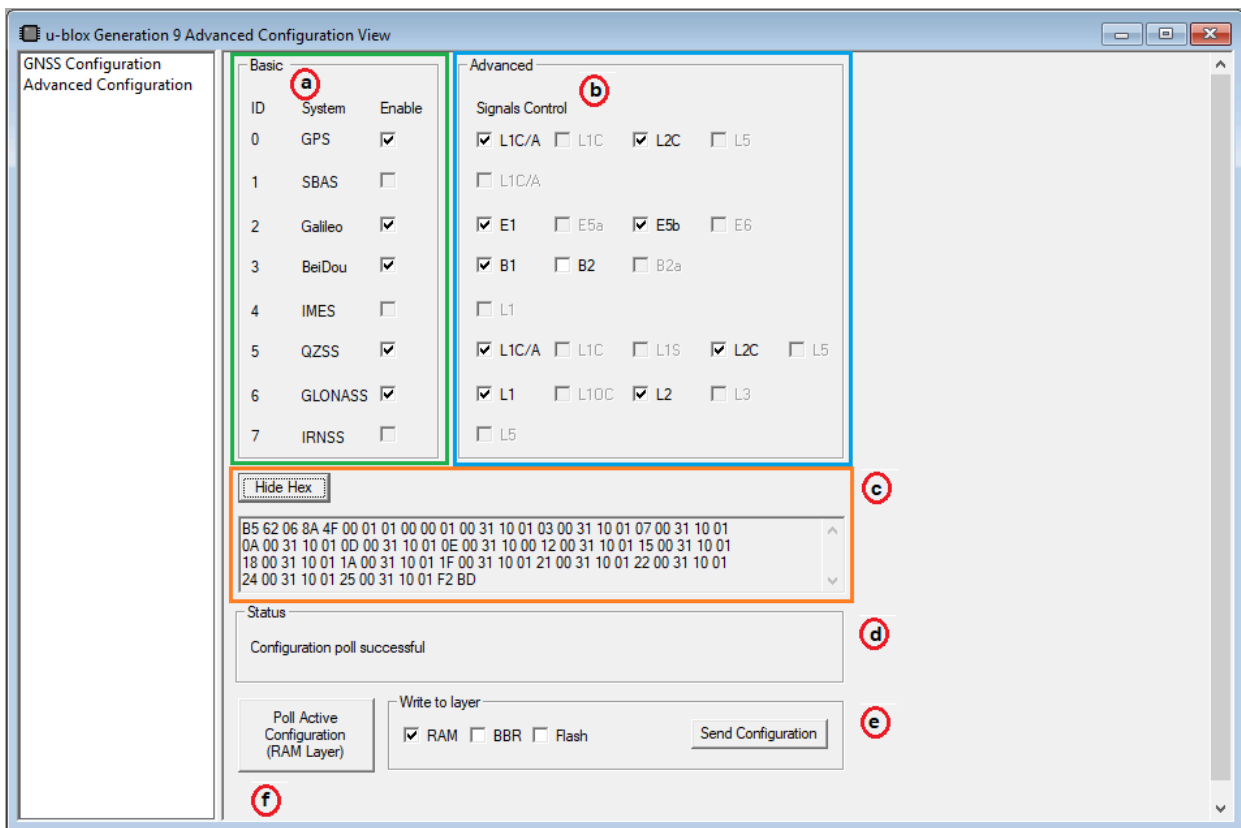 u-blox Generation 9 Advanced Configuration View
GNSS Configuration
Advanced Configuration
Basic
a
ID System Enable
0 GPS
1 SBAS
2 Galileo
3 BeiDou
4 IMES
5 QZSS
6 GLONASS
7 IRNSS
Advanced
b
Signals Control
L1C/A L1C L2C L5
L1C/A
E1 E5a E5b E6
B1 B2 B2a
L1
L1C/A L1C L1S L2C L5
L1 L1OC L2 L3
L5
Hide Hex
c
B5 62 06 8A 4F 00 01 01 00 00 01 00 31 10 01 03 00 31 10 01 07 00 31 10 01
0A 00 31 10 01 0D 00 31 10 01 0E 00 31 10 00 12 00 31 10 01 15 00 31 10 01
18 00 31 10 01 1A 00 31 10 01 1F 00 31 10 01 21 00 31 10 01 22 00 31 10 01
24 00 31 10 01 25 00 31 10 01 F2 BD
Status
d
Configuration poll successful
Poll Active
Configuration
(RAM Layer)
Write to layer
RAM BBR Flash
Send Configuration
e
f